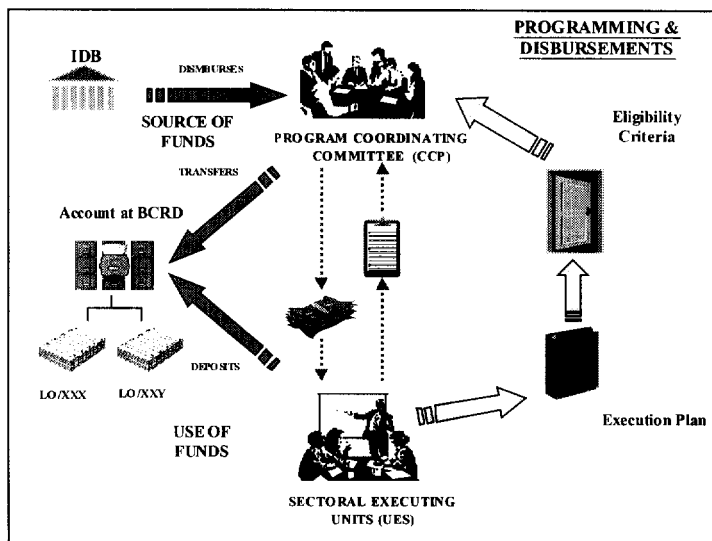 PROGRAMMING &
DISBURSEMENTS
IDB
DISMBURSES
SOURCE OF
FUNDS
PROGRAM COORDINATING
COMMITTEE (CCP)
Eligibility
Criteria
TRANSFERS
Account at BCRD
LO/XXX
LO/XXY
DEPOSITS
USE OF
FUNDS
Execution Plan
SECTORAL EXECUTING
UNITS (UES)